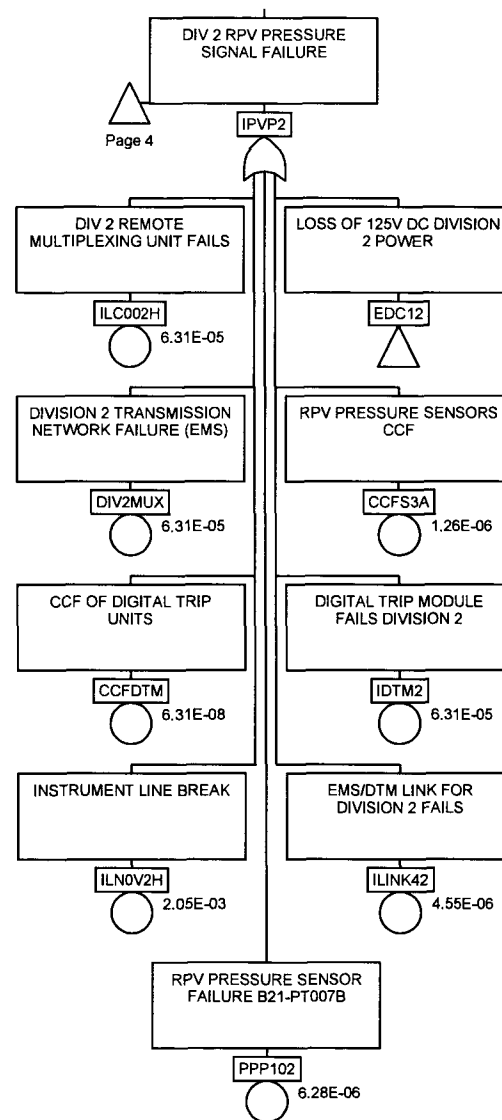 DIV 2 RPV PRESSURE
SIGNAL FAILURE
Page 4
IPVP2
DIV 2 REMOTE
MULTIPLEXING UNIT FAILS
ILC002H
6.31E-05
LOSS OF 125V DC DIVISION
2 POWER
EDC12
DIVISION 2 TRANSMISSION
NETWORK FAILURE (EMS)
DIV2MUX
6.31E-05
RPV PRESSURE SENSORS
CCF
CCFS3A
1.26E-06
CCF OF DIGITAL TRIP
UNITS
CCFDTM
6.31E-08
DIGITAL TRIP MODULE
FAILS DIVISION 2
IDTM2
6.31E-05
INSTRUMENT LINE BREAK
ILN0V2H
2.05E-03
EMS/DTM LINK FOR
DIVISION 2 FAILS
ILINK42
4.55E-06
RPV PRESSURE SENSOR
FAILURE B21-PT007B
PPP102
6.28E-06